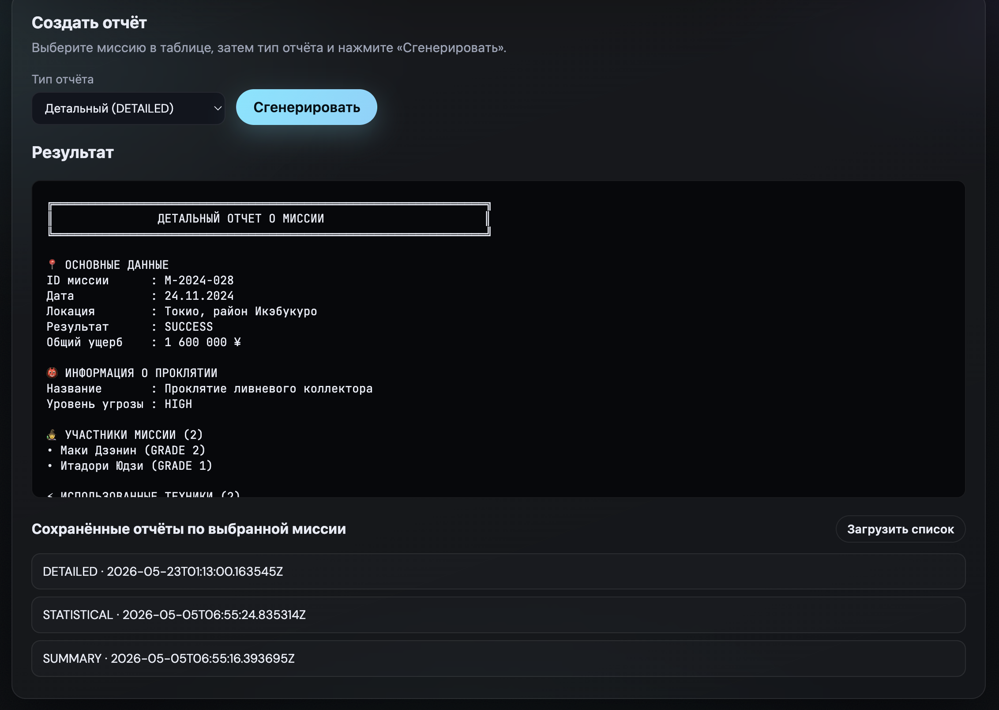 Создать отчёт
Выберите миссию в таблице, затем тип отчёта и нажмите «Сгенерировать».
Тип отчёта
Детальный (DETAILED)
Сгенерировать
Результат
ДЕТАЛЬНЫЙ ОТЧЕТ О МИССИИ
📍 ОСНОВНЫЕ ДАННЫЕ
ID миссии : M-2024-028
Дата : 24.11.2024
Локация : Токио, район Икэбукуро
Результат : SUCCESS
Общий ущерб : 1 600 000 ¥
👹 ИНФОРМАЦИЯ О ПРОКЛЯТИИ
Название : Проклятие ливневого коллектора
Уровень угрозы : HIGH
🧙 УЧАСТНИКИ МИССИИ (2)
• Маки Дзэнин (GRADE 2)
• Итадори Юдзи (GRADE 1)
⚡ ИСПОЛЬЗОВАННЫЕ ТЕХНИКИ (2)
Сохранённые отчёты по выбранной миссии
Загрузить список
DETAILED · 2026-05-23T01:13:00.163545Z
STATISTICAL · 2026-05-05T06:55:24.835314Z
SUMMARY · 2026-05-05T06:55:16.393695Z